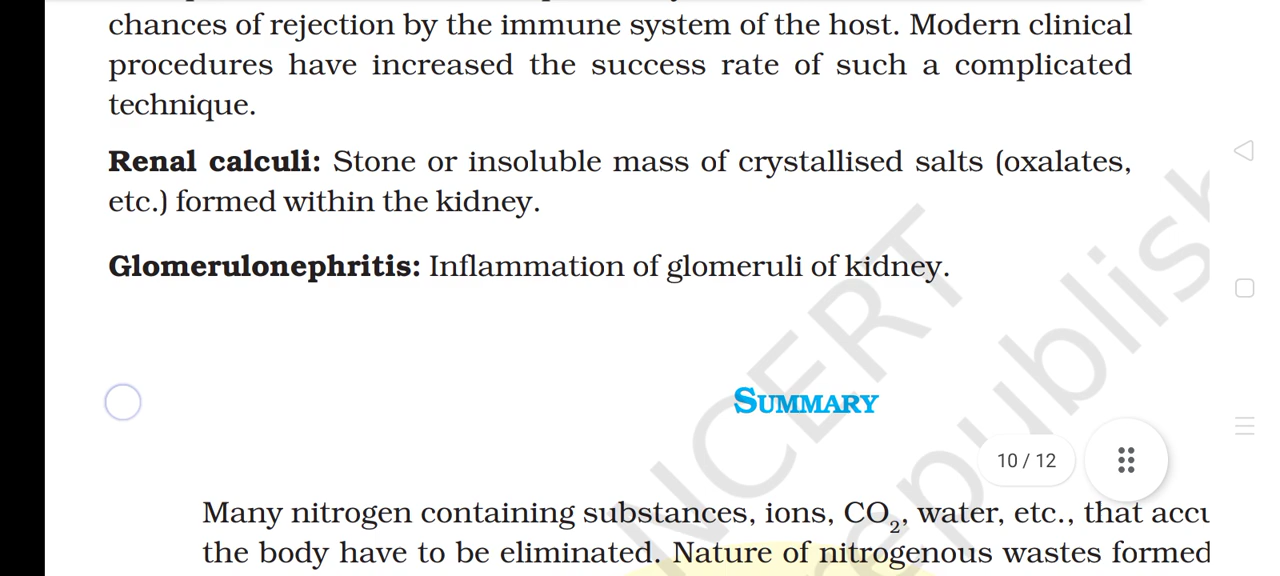 chances of rejection by the immune system of the host. Modern clinical
procedures have increased the success rate of such a complicated
technique.
Renal calculi: Stone or insoluble mass of crystallised salts (oxalates,
etc.) formed within the kidney.
Glomerulonephritis: Inflammation of glomeruli of kidney.
SUMMARY
10 / 12
Many nitrogen containing substances, ions, CO₂, water, etc., that accu
the body have to be eliminated. Nature of nitrogenous wastes formed
NCERT
republish